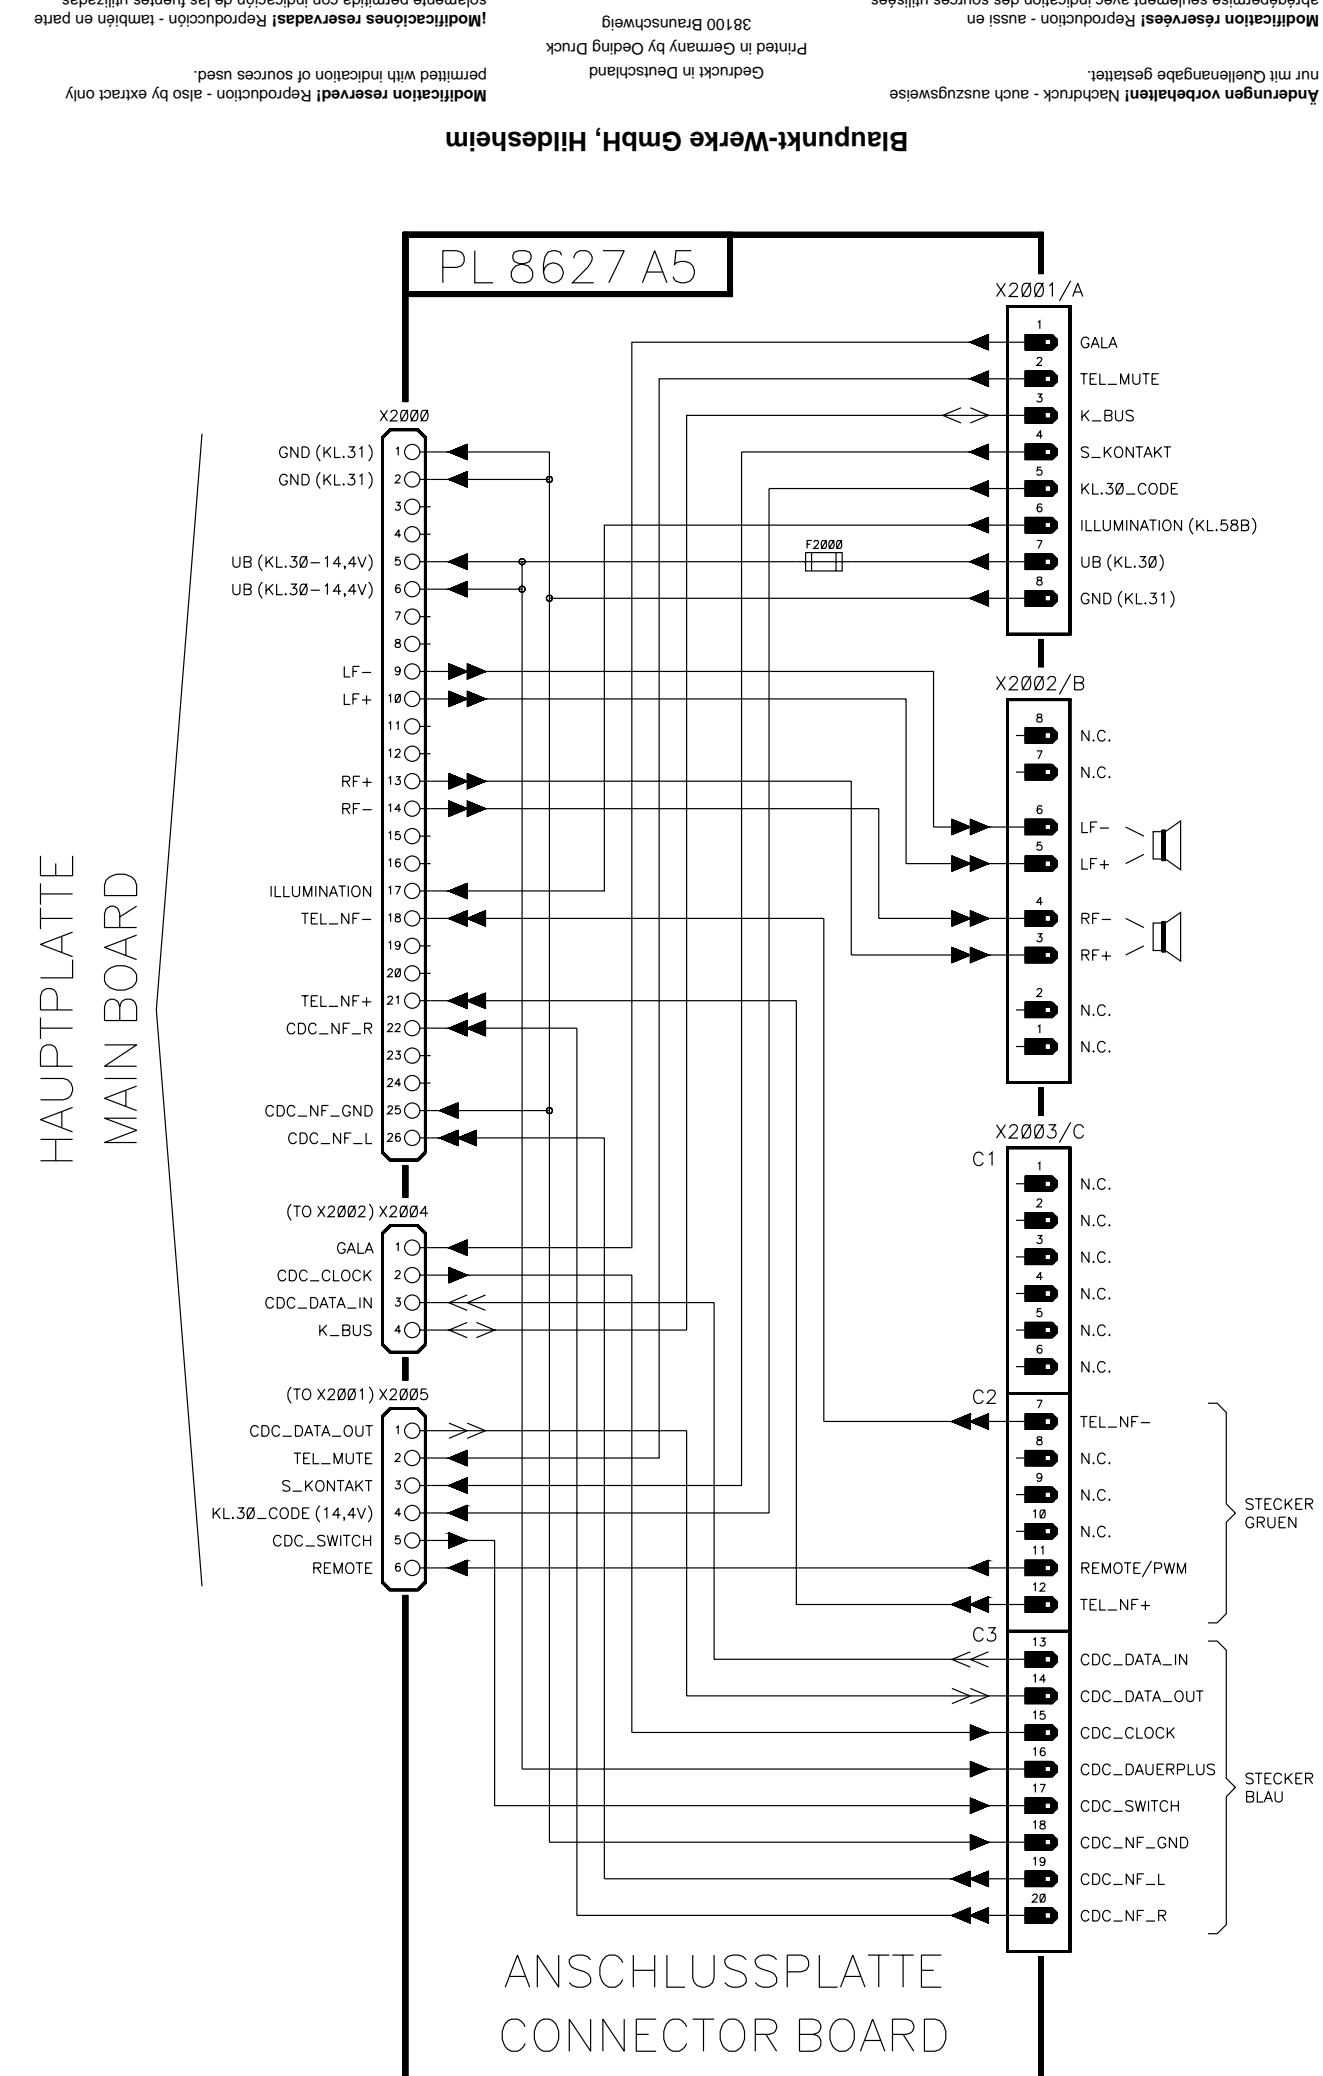 solamente permitida con indicación de las fuentes utilizadas
¡Modificaciónes reservadas! Reproducción - también en parte
38100 Braunschweig
Printed in Germany by Oeding Druck
Gedruckt in Deutschland
abrégépermise seulement avec indication des sources utilisées
Modification réservées! Reproduction - aussi en
Modification reserved! Reproduction - also by extract only
permitted with indication of sources used.
Änderungen vorbehalten! Nachdruck - auch auszugsweise
nur mit Quellenangabe gestattet.
Blaupunkt-Werke GmbH, Hildesheim
PL 8627 A5
HAUPTPLATTE
MAIN BOARD
X2000
GND (KL.31) 1
GND (KL.31) 2
3
4
UB (KL.30-14,4V) 5
UB (KL.30-14,4V) 6
7
8
LF- 9
LF+ 10
11
12
RF+ 13
RF- 14
15
16
ILLUMINATION 17
TEL_NF- 18
19
20
TEL_NF+ 21
CDC_NF_R 22
23
24
CDC_NF_GND 25
CDC_NF_L 26
(TO X2002) X2004
GALA 1
CDC_CLOCK 2
CDC_DATA_IN 3
K_BUS 4
(TO X2001) X2005
CDC_DATA_OUT 1
TEL_MUTE 2
S_KONTAKT 3
KL.30_CODE (14,4V) 4
CDC_SWITCH 5
REMOTE 6
F2000
X2001/A
1 GALA
2 TEL_MUTE
3 K_BUS
4 S_KONTAKT
5 KL.30_CODE
6 ILLUMINATION (KL.58B)
7 UB (KL.30)
8 GND (KL.31)
X2002/B
8 N.C.
7 N.C.
6 LF-
5 LF+
4 RF-
3 RF+
2 N.C.
1 N.C.
X2003/C
C1
1 N.C.
2 N.C.
3 N.C.
4 N.C.
5 N.C.
6 N.C.
C2
7 TEL_NF-
8 N.C.
9 N.C.
10 N.C.
11 REMOTE/PWM
12 TEL_NF+
STECKER
GRUEN
C3
13 CDC_DATA_IN
14 CDC_DATA_OUT
15 CDC_CLOCK
16 CDC_DAUERPLUS
17 CDC_SWITCH
18 CDC_NF_GND
19 CDC_NF_L
20 CDC_NF_R
STECKER
BLAU
ANSCHLUSSPLATTE
CONNECTOR BOARD